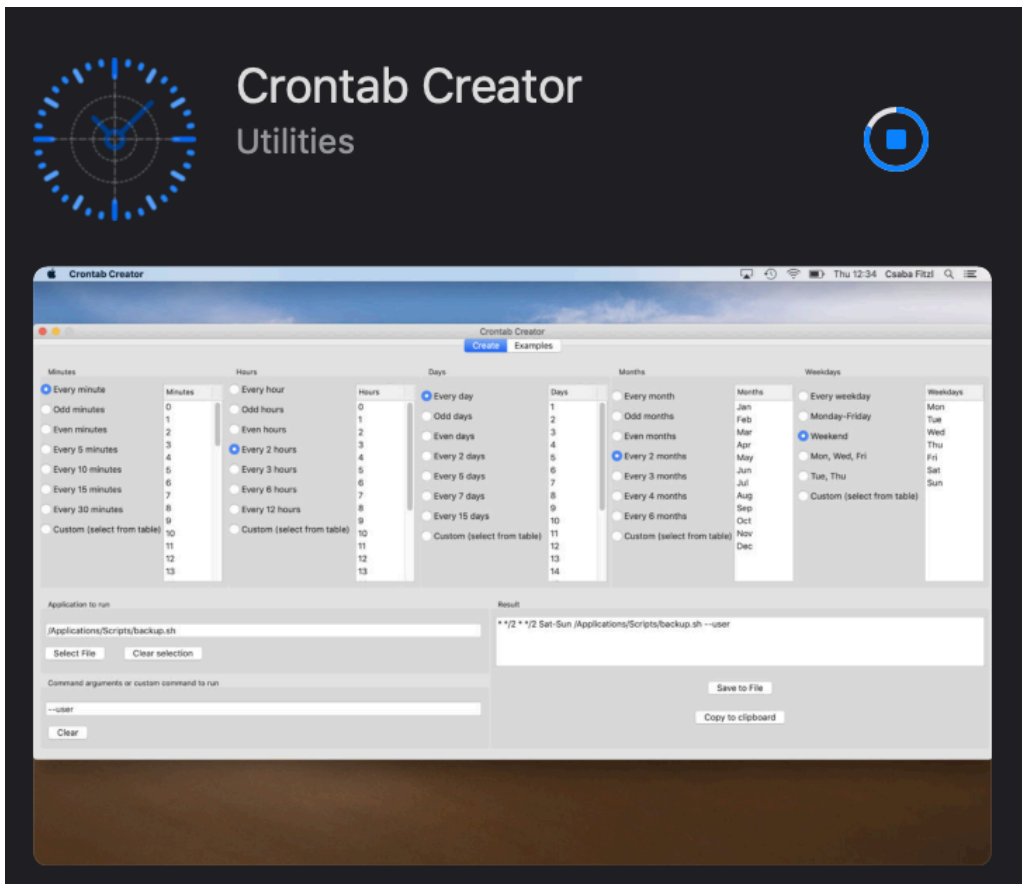 Crontab Creator
Utilities
Crontab Creator
Thu 12:34 Csaba Fitzl
Crontab Creator
Create Examples
Minutes
Every minute
Odd minutes
Even minutes
Every 5 minutes
Every 10 minutes
Every 15 minutes
Every 30 minutes
Custom (select from table)
Minutes
0
1
2
3
4
5
6
7
8
9
10
11
12
13
Hours
Every hour
Odd hours
Even hours
Every 2 hours
Every 3 hours
Every 6 hours
Every 12 hours
Custom (select from table)
Hours
0
1
2
3
4
5
6
7
8
9
10
11
12
13
Days
Every day
Odd days
Even days
Every 2 days
Every 5 days
Every 7 days
Every 15 days
Custom (select from table)
Days
1
2
3
4
5
6
7
8
9
10
11
12
13
14
Months
Every month
Odd months
Even months
Every 2 months
Every 3 months
Every 4 months
Every 6 months
Custom (select from table)
Months
Jan
Feb
Mar
Apr
May
Jun
Jul
Aug
Sep
Oct
Nov
Dec
Weekdays
Every weekday
Monday-Friday
Weekend
Mon, Wed, Fri
Tue, Thu
Custom (select from table)
Weekdays
Mon
Tue
Wed
Thu
Fri
Sat
Sun
Application to run
/Applications/Scripts/backup.sh
Select File Clear selection
Command arguments or custom command to run
--user
Clear
Result
* */2 * */2 Sat-Sun /Applications/Scripts/backup.sh --user
Save to File
Copy to clipboard